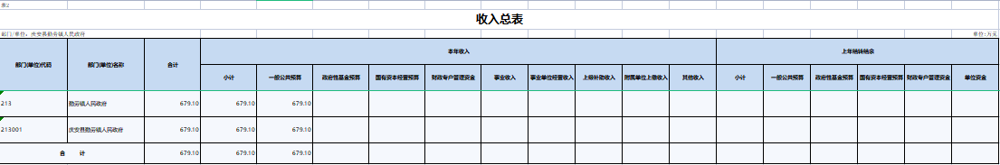 表2
收入总表
部门/单位：庆安县勤劳镇人民政府 单位:万元
部门(单位)代码 部门(单位)名称 合计 本年收入 上年结转结余
小计 一般公共预算 政府性基金预算 国有资本经营预算 财政专户管理资金 事业收入 事业单位经营收入 上级补助收入 附属单位上缴收入 其他收入 小计 一般公共预算 政府性基金预算 国有资本经营预算 财政专户管理资金 单位资金
213 勤劳镇人民政府 679.10 679.10 679.10
213001 庆安县勤劳镇人民政府 679.10 679.10 679.10
合 计 679.10 679.10 679.10